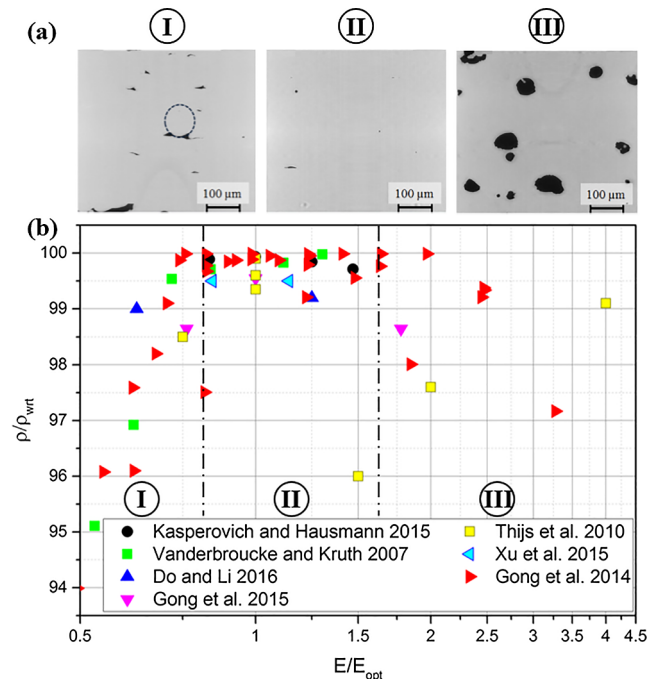 (a)
I II III
100 µm 100 µm 100 µm
(b)
100
99
98
97
96
95
94
ρ/ρwrt
I II III
Kasperovich and Hausmann 2015
Vanderbroucke and Kruth 2007
Do and Li 2016
Gong et al. 2015
Thijs et al. 2010
Xu et al. 2015
Gong et al. 2014
0.5 1 1.5 2 2.5 3 3.5 4 4.5
E/Eopt